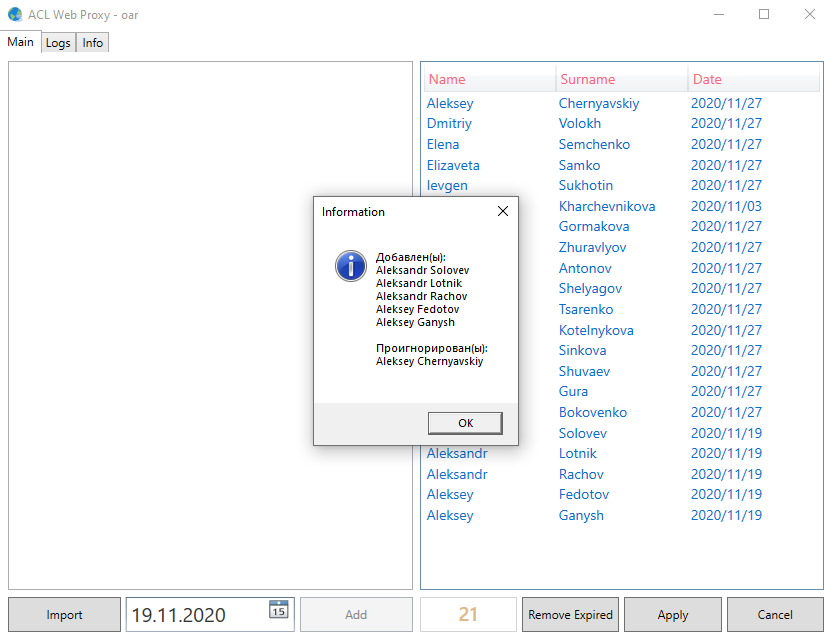 ACL Web Proxy - oar
Main Logs Info
Name Surname Date
Aleksey Chernyavskiy 2020/11/27
Dmitriy Volokh 2020/11/27
Elena Semchenko 2020/11/27
Elizaveta Samko 2020/11/27
Ievgen Sukhotin 2020/11/27
Kharchevnikova 2020/11/03
Gormakova 2020/11/27
Zhuravlyov 2020/11/27
Antonov 2020/11/27
Shelyagov 2020/11/27
Tsarenko 2020/11/27
Kotelnykova 2020/11/27
Sinkova 2020/11/27
Shuvaev 2020/11/27
Gura 2020/11/27
Bokovenko 2020/11/27
Solovev 2020/11/19
Aleksandr Lotnik 2020/11/19
Aleksandr Rachov 2020/11/19
Aleksey Fedotov 2020/11/19
Aleksey Ganysh 2020/11/19
Information
Добавлен(ы):
Aleksandr Solovev
Aleksandr Lotnik
Aleksandr Rachov
Aleksey Fedotov
Aleksey Ganysh
Проигнорирован(ы):
Aleksey Chernyavskiy
OK
Import 19.11.2020 15 Add 21 Remove Expired Apply Cancel